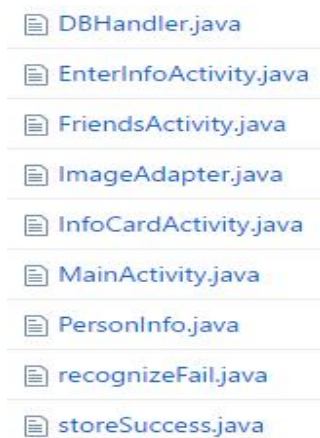 DBHandler.java
EnterInfoActivity.java
FriendsActivity.java
ImageAdapter.java
InfoCardActivity.java
MainActivity.java
PersonInfo.java
recognizeFail.java
storeSuccess.java